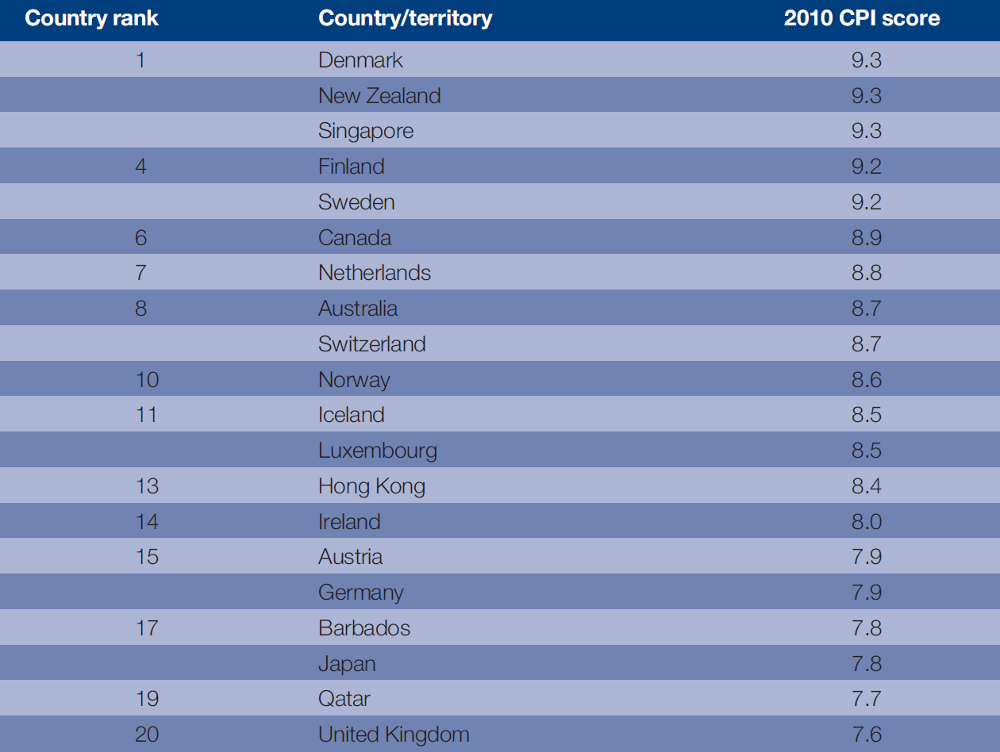 Country rank Country/territory 2010 CPI score
1 Denmark 9.3
New Zealand 9.3
Singapore 9.3
4 Finland 9.2
Sweden 9.2
6 Canada 8.9
7 Netherlands 8.8
8 Australia 8.7
Switzerland 8.7
10 Norway 8.6
11 Iceland 8.5
Luxembourg 8.5
13 Hong Kong 8.4
14 Ireland 8.0
15 Austria 7.9
Germany 7.9
17 Barbados 7.8
Japan 7.8
19 Qatar 7.7
20 United Kingdom 7.6